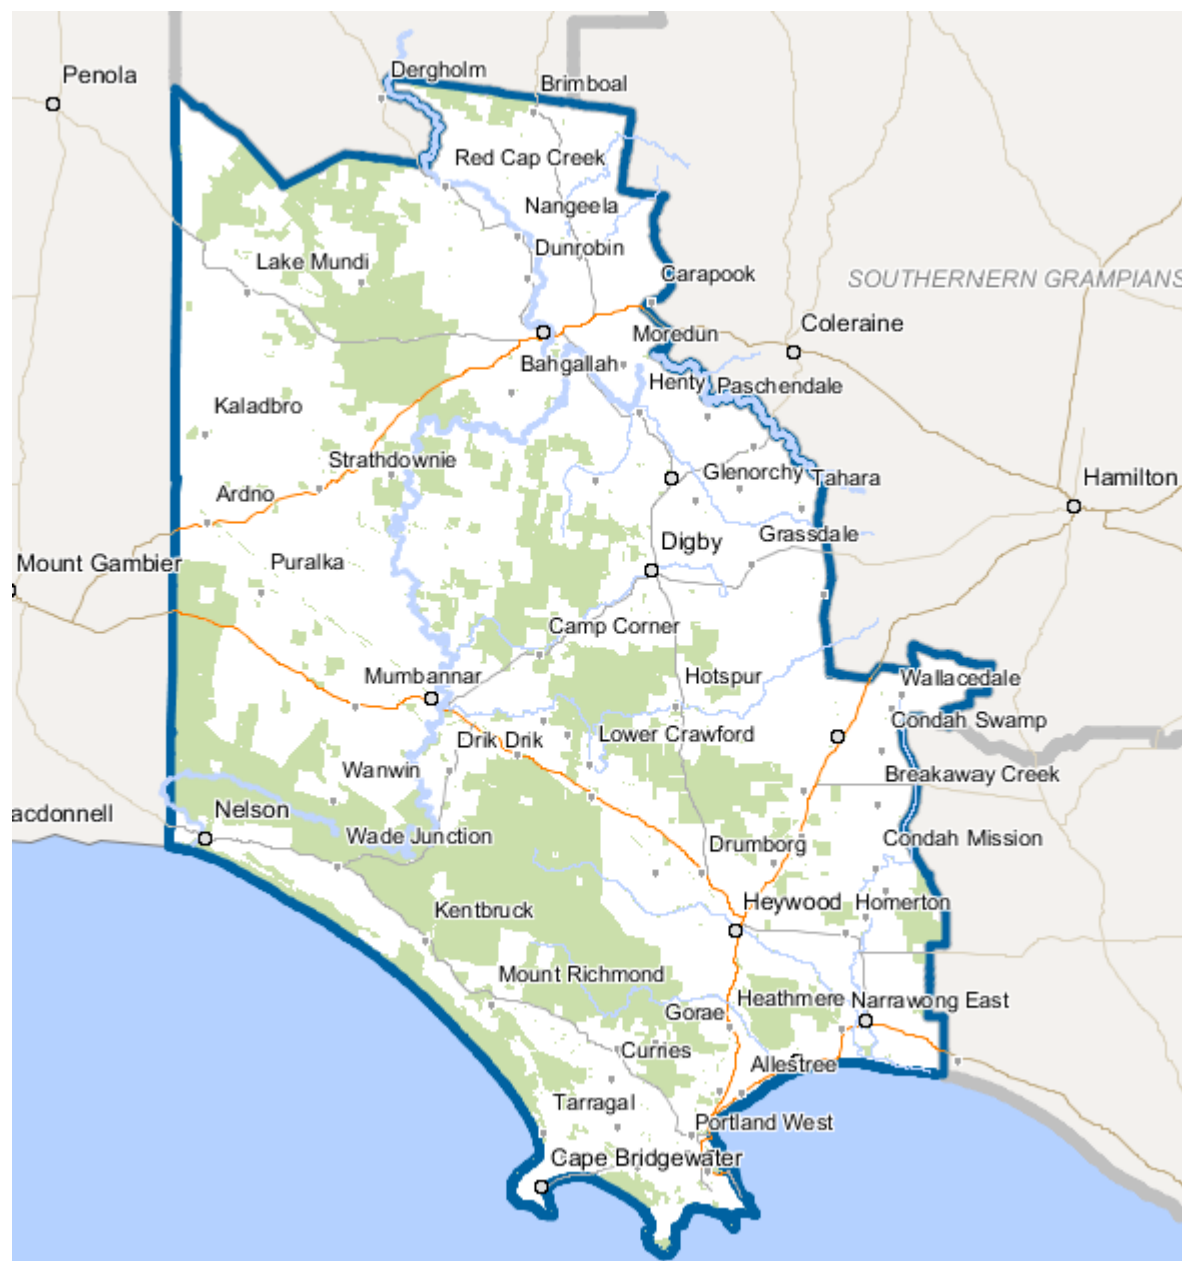 Dergholm
Penola
Brimboal
Red Cap Creek
Nangeela
Dunrobin
Lake Mundi
Carapook
SOUTHERNERN GRAMPIANS
Coleraine
Moredun
Bahgallah
Henty
Paschendale
Kaladbro
Strathdownie
Glenorchy
Tahara
Hamilton
Ardno
Grassdale
Digby
Mount Gambier
Puralka
Camp Corner
Mumbannar
Hotspur
Wallacedale
Condah Swamp
Drik Drik
Lower Crawford
Wanwin
Breakaway Creek
acdonnell
Nelson
Wade Junction
Drumborg
Condah Mission
Kentbruck
Heywood
Homerton
Mount Richmond
Heathmere
Narrawong East
Gorae
Curries
Allestree
Tarragal
Portland West
Cape Bridgewater